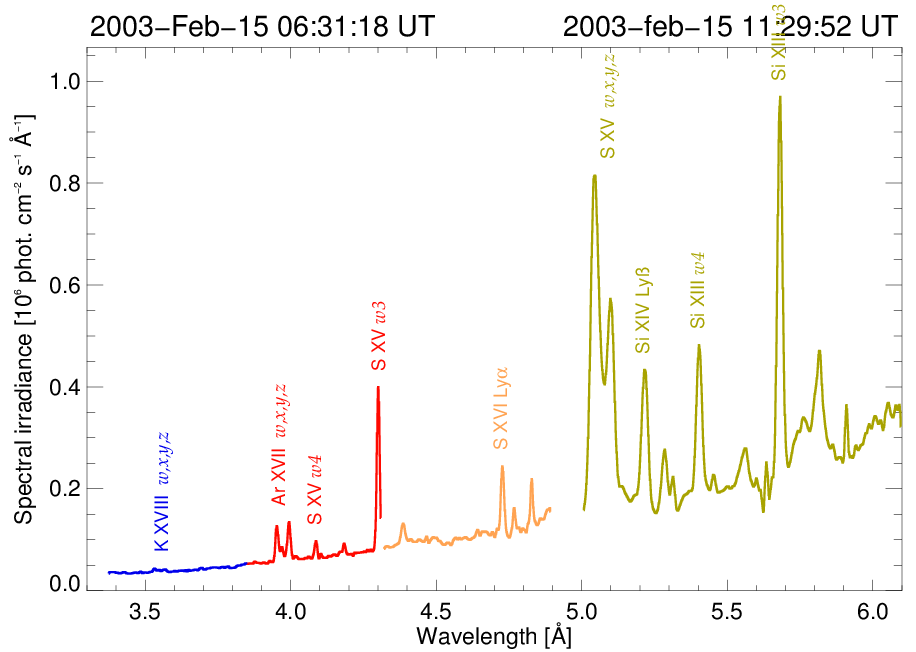 2003−Feb−15 06:31:18 UT
2003−feb−15 11:29:52 UT
Spectral irradiance [10⁶ phot. cm⁻² s⁻¹ Å⁻¹]
1.0
0.8
0.6
0.4
0.2
0.0
K XVIII w,x,y,z
Ar XVII w,x,y,z
S XV w4
S XV w3
S XVI Lyα
S XV w,x,y,z
Si XIV Lyß
Si XIII w4
Si XIII w3
3.5 4.0 4.5 5.0 5.5 6.0
Wavelength [Å]